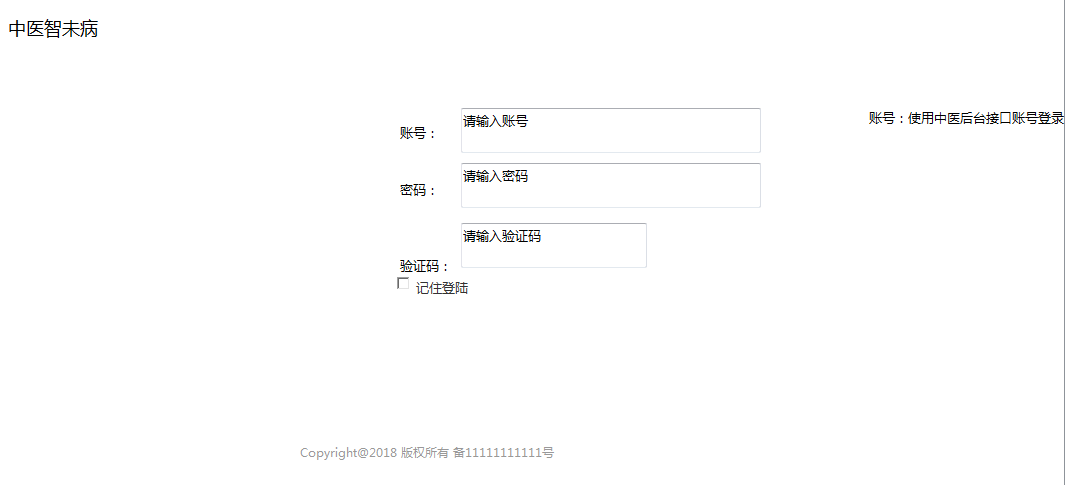 中医智未病
账号：
请输入账号
账号：使用中医后台接口账号登录
密码：
请输入密码
验证码：
请输入验证码
记住登陆
Copyright@2018 版权所有 备11111111111号